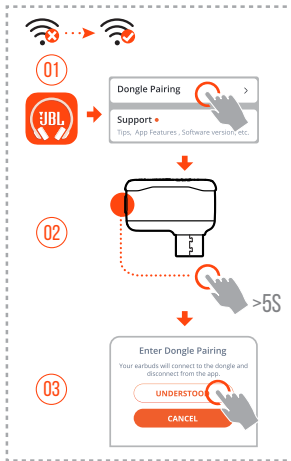 01
JBL
Dongle Pairing >
Support
Tips, App Features , Software version, etc.
02
>5S
Enter Dongle Pairing
Your earbuds will connect to the dongle and
disconnect from the app.
03
UNDERSTOOD
CANCEL